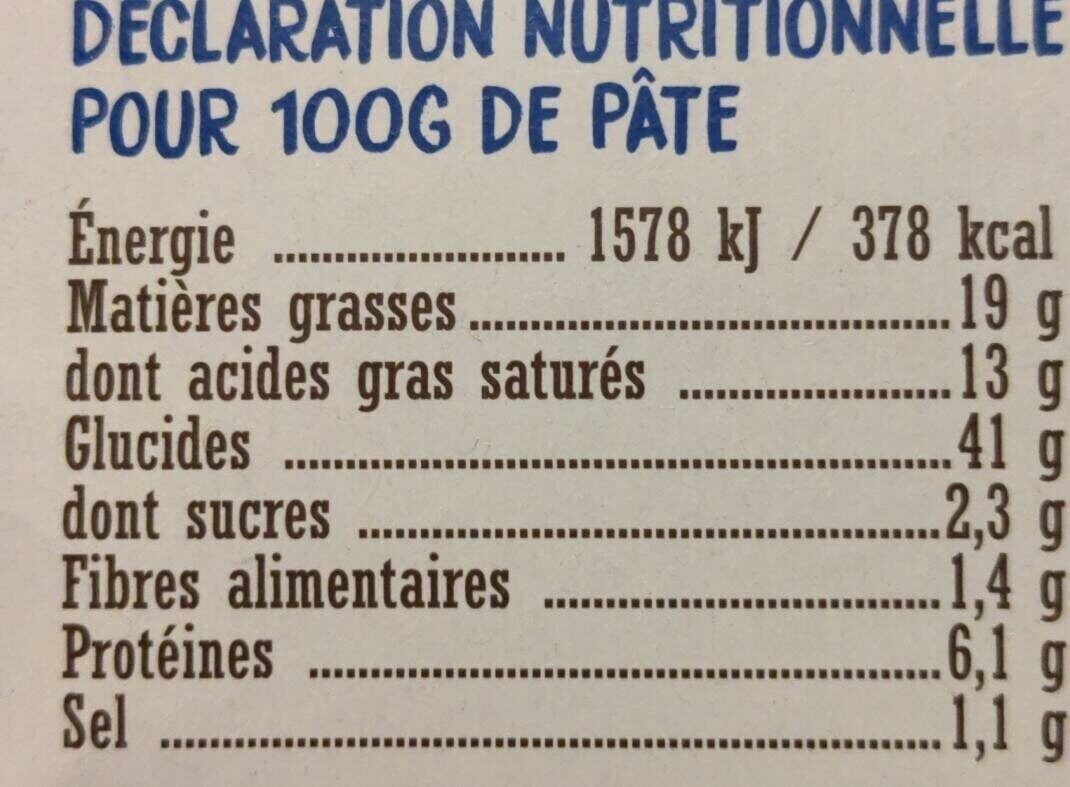 DÉCLARATION NUTRITIONNELLE
POUR 100G DE PÂTE
Énergie ........................ 1578 kJ / 378 kcal
Matières grasses ........................ 19 g
dont acides gras saturés ........................ 13 g
Glucides ........................ 41 g
dont sucres ........................ 2,3 g
Fibres alimentaires ........................ 1,4 g
Protéines ........................ 6,1 g
Sel ........................ 1,1 g